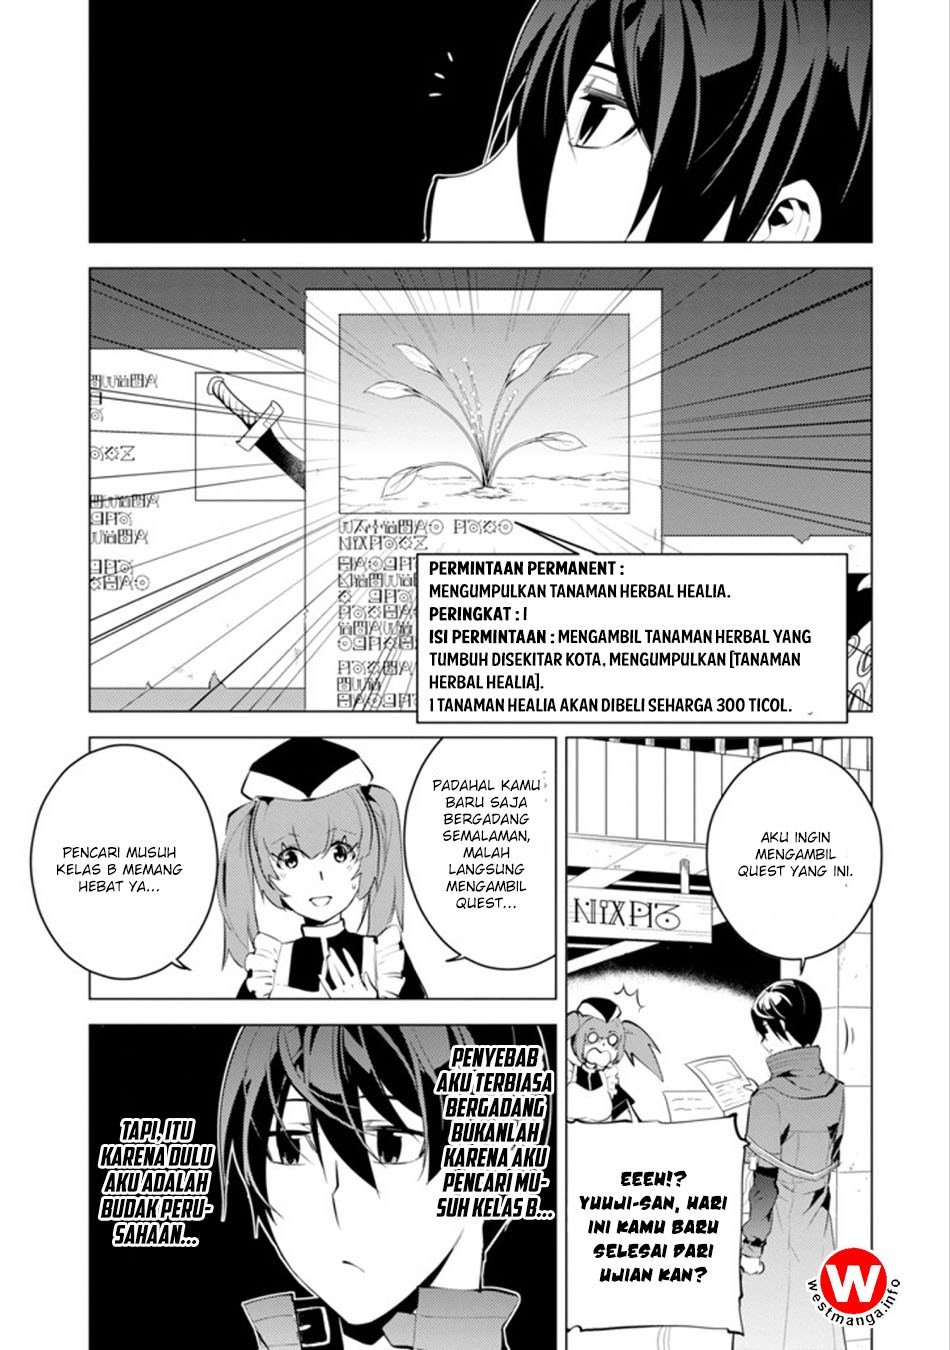 PERMINTAAN PERMANENT :
MENGUMPULKAN TANAMAN HERBAL HEALIA.
PERINGKAT : I
ISI PERMINTAAN : MENGAMBIL TANAMAN HERBAL YANG
TUMBUH DISEKITAR KOTA. MENGUMPULKAN [TANAMAN
HERBAL HEALIA].
1 TANAMAN HEALIA AKAN DIBELI SEHARGA 300 TICOL.
AKU INGIN
MENGAMBIL
QUEST YANG INI.
EEEH!?
YUUJI-SAN, HARI
INI KAMU BARU
SELESAI DARI
UJIAN KAN?
PADAHAL KAMU
BARU SAJA
BERGADANG
SEMALAMAN,
MALAH
LANGSUNG
MENGAMBIL
QUEST...
PENCARI MUSUH
KELAS B MEMANG
HEBAT YA...
PENYEBAB
AKU TERBIASA
BERGADANG
BUKANLAH
KARENA AKU
PENCARI MU-
SUH KELAS B...
TAPI, ITU
KARENA DULU
AKU ADALAH
BUDAK PERU-
SAHAAN...
W
westmanga.info